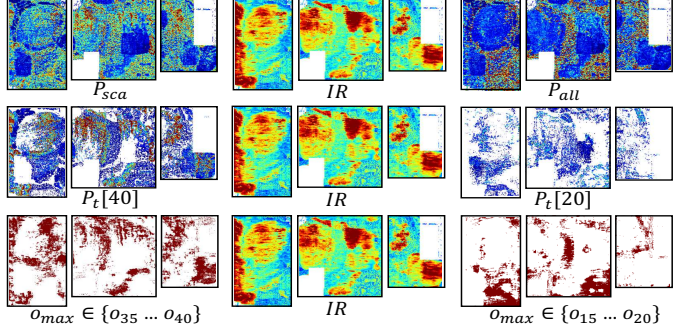 P_sca IR P_all
P_t[40] IR P_t[20]
o_max ∈ {o_35 … o_40} IR o_max ∈ {o_15 … o_20}